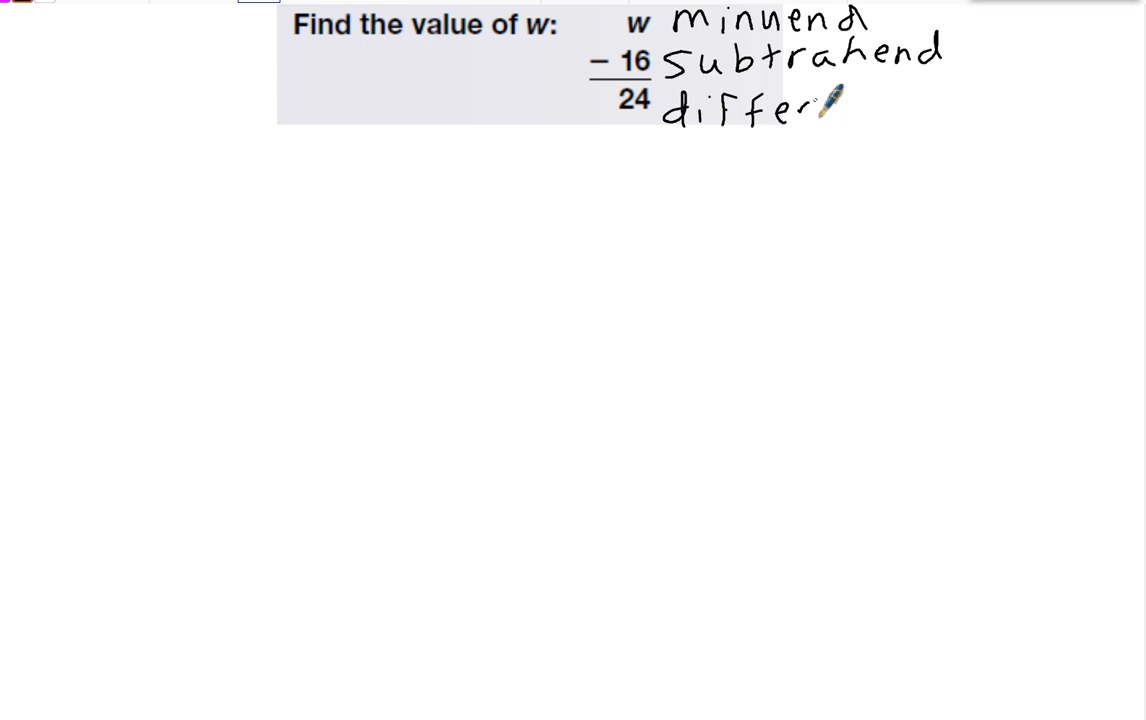 Find the value of w: w minuend
− 16 subtrahend
24 differ